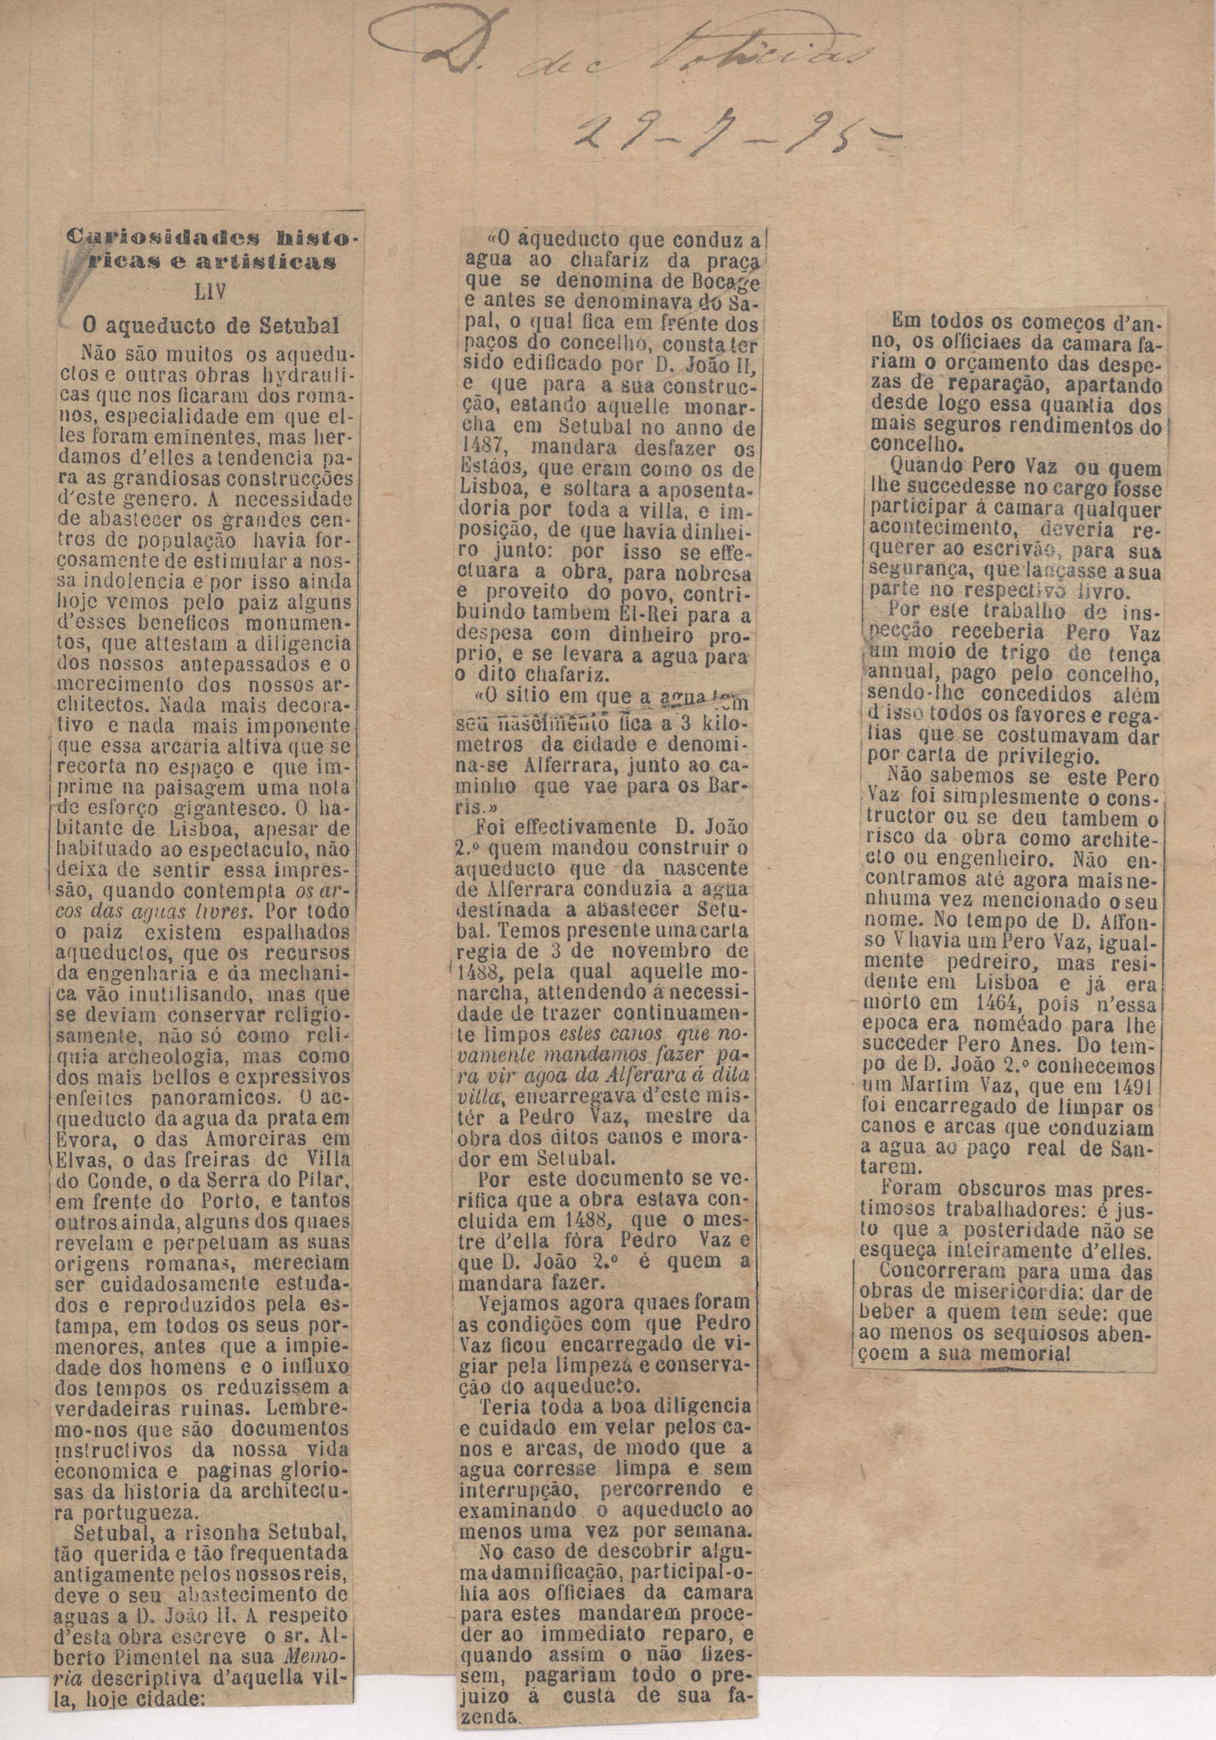 D. de Noticias
29-7-95
Curiosidades histo-
ricas e artisticas
LIV
O aqueducto de Setubal
Não são muitos os aquedu-
ctos e outras obras hydrauli-
cas que nos ficaram dos roma-
nos, especialidade em que el-
les foram eminentes, mas her-
damos d'elles a tendencia pa-
ra as grandiosas construcções
d'este genero. A necessidade
de abastecer os grandes cen-
tros de população havia for-
çosamente de estimular a nos-
sa indolencia e por isso ainda
hoje vemos pelo paiz alguns
d'esses beneficos monumen-
tos, que attestam a diligencia
dos nossos antepassados e o
merecimento dos nossos ar-
chitectos. Nada mais decora-
tivo e nada mais imponente
que essa arcaria altiva que se
recorta no espaço e que im-
prime na paisagem uma nota
de esforço gigantesco. O ha-
bitante de Lisboa, apesar de
habituado ao espectaculo, não
deixa de sentir essa impres-
são, quando contempta os ar-
cos das aguas livres. Por todo
o paiz existem espalhados
aqueductos, que os recursos
da engenharia e da mechani-
ca vão inutilisando, mas que
se deviam conservar religio-
samente, não só como reli-
quia archeologia, mas como
dos mais bellos e expressivos
enfeites panoramicos. O ac-
queducto da agua da prata em
Evora, o das Amoreiras em
Elvas, o das freiras de Villa
do Conde, o da Serra do Pilar,
em frente do Porto, e tantos
outros ainda, alguns dos quaes
revelam e perpetuam as suas
origens romanas, mereciam
ser cuidadosamente estuda-
dos e reproduzidos pela es-
tampa, em todos os seus por-
menores, antes que a impie-
dade dos homens e o influxo
dos tempos os reduzissem a
verdadeiras ruinas. Lembre-
mo-nos que são documentos
instructivos da nossa vida
economica e paginas glorio-
sas da historia da architectu-
ra portugueza.
Setubal, a risonha Setubal,
tão querida e tão frequentada
antigamente pelos nossos reis,
deve o seu abastecimento de
aguas a D. João II. A respeito
d'esta obra escreve o sr. Al-
berto Pimentel na sua Memo-
ria descriptiva d'aquella vil-
la, hoje cidade:
«O aqueducto que conduz a
agua ao chafariz da praça
que se denomina de Bocage
e antes se denominava do Sa-
pal, o qual fica em frente dos
paços do concelho, consta ter
sido edificado por D. João II,
e que para a sua construc-
ção, estando aquelle monar-
cha em Setubal no anno de
1487, mandara desfazer os
Estáos, que eram como os de
Lisboa, e soltara a aposenta-
doria por toda a villa, e im-
posição, de que havia dinhei-
ro junto: por isso se effe-
ctuara a obra, para nobresa
e proveito do povo, contri-
buindo tambem El-Rei para a
despesa com dinheiro pro-
prio, e se levara a agua para
o dito chafariz.
«O sitio em que a agua tem
seu nascimento fica a 3 kilo-
metros da cidade e denomi-
na-se Alferrara, junto ao ca-
minho que vae para os Bar-
ris.»
Foi effectivamente D. João
2.º quem mandou construir o
aqueducto que da nascente
de Alferrara conduzia a agua
destinada a abastecer Setu-
bal. Temos presente uma carta
regia de 3 de novembro de
1488, pela qual aquelle mo-
narcha, attendendo á necessi-
dade de trazer continuamen-
te limpos estes canos que no-
vamente mandamos fazer pa-
ra vir agoa da Alferara á dita
villa, encarregava d'este mis-
tér a Pedro Vaz, mestre da
obra dos ditos canos e mora-
dor em Setubal.
Por este documento se ve-
rifica que a obra estava con-
cluida em 1488, que o mes-
tre d'ella fôra Pedro Vaz e
que D. João 2.º é quem a
mandara fazer.
Vejamos agora quaes foram
as condições com que Pedro
Vaz ficou encarregado de vi-
giar pela limpeza e conserva-
ção do aqueducto.
Teria toda a boa diligencia
e cuidado em velar pelos ca-
nos e arcas, de modo que a
agua corresse limpa e sem
interrupção, percorrendo e
examinando o aqueducto ao
menos uma vez por semana.
No caso de descobrir algu-
ma damnificação, participal-o-
hia aos officiaes da camara
para estes mandarem proce-
der ao immediato reparo, e
quando assim o não fizes-
sem, pagariam todo o pre-
juizo á custa de sua fa-
zenda.
Em todos os começos d'an-
no, os officiaes da camara fa-
riam o orçamento das despe-
zas de reparação, apartando
desde logo essa quantia dos
mais seguros rendimentos do
concelho.
Quando Pero Vaz ou quem
lhe succedesse no cargo fosse
participar á camara qualquer
acontecimento, deveria re-
querer ao escrivão, para sua
segurança, que lançasse a sua
parte no respectivo livro.
Por este trabalho de ins-
pecção receberia Pero Vaz
um moio de trigo de tença
annual, pago pelo concelho,
sendo-lhe concedidos além
d'isso todos os favores e rega-
lias que se costumavam dar
por carta de privilegio.
Não sabemos se este Pero
Vaz foi simplesmente o cons-
tructor ou se deu tambem o
risco da obra como archite-
cto ou engenheiro. Não en-
contramos até agora mais ne-
nhuma vez mencionado o seu
nome. No tempo de D. Affon-
so V havia um Pero Vaz, igual-
mente pedreiro, mas resi-
dente em Lisboa e já era
morto em 1464, pois n'essa
epoca era noméado para lhe
succeder Pero Anes. Do tem-
po de D. João 2.º conhecemos
um Martim Vaz, que em 1491
foi encarregado de limpar os
canos e arcas que conduziam
a agua ao paço real de San-
tarem.
Foram obscuros mas pres-
timosos trabalhadores: é jus-
to que a posteridade não se
esqueça inteiramente d'elles.
Concorreram para uma das
obras de misericordia: dar de
beber a quem tem sede: que
ao menos os sequiosos aben-
çoem a sua memoria!